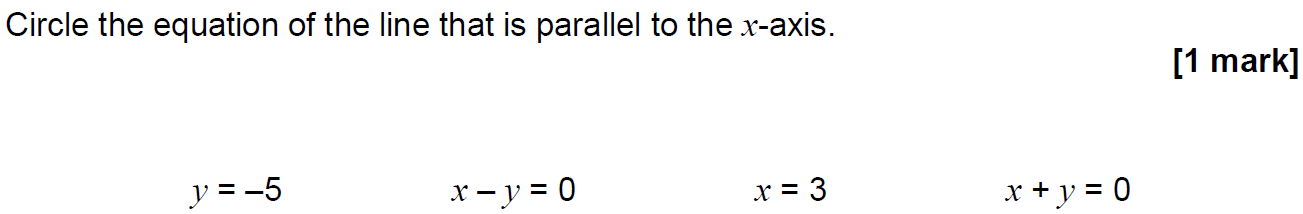 Circle the equation of the line that is parallel to the x-axis.
[1 mark]
y = –5 x – y = 0 x = 3 x + y = 0